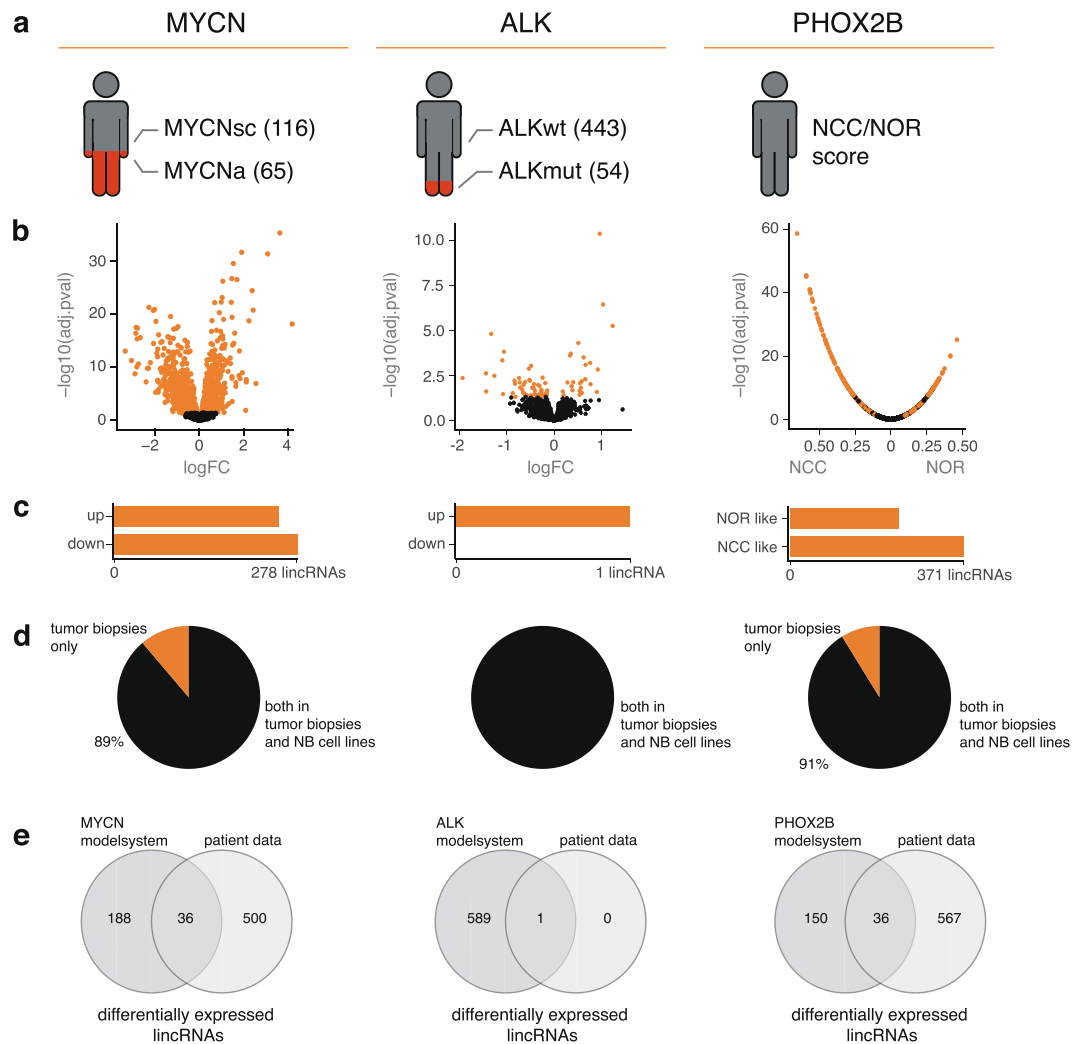 a
MYCN
ALK
PHOX2B
MYCNsc (116)
MYCNa (65)
ALKwt (443)
ALKmut (54)
NCC/NOR
score
b
−log10(adj.pval)
30
20
10
0
−2
0
2
4
logFC
−log10(adj.pval)
10.0
7.5
5.0
2.5
0.0
-2
-1
0
1
logFC
−log10(adj.pval)
60
40
20
0
0.50
0.25
0
0.25
0.50
NCC
NOR
c
up
down
0
278 lincRNAs
up
down
0
1 lincRNA
NOR like
NCC like
0
371 lincRNAs
d
tumor biopsies
only
89%
both in
tumor biopsies
and NB cell lines
both in
tumor biopsies
and NB cell lines
tumor biopsies
only
91%
both in
tumor biopsies
and NB cell lines
e
MYCN
modelsystem
patient data
188
36
500
differentially expressed
lincRNAs
ALK
modelsystem
patient data
589
1
0
differentially expressed
lincRNAs
PHOX2B
modelsystem
patient data
150
36
567
differentially expressed
lincRNAs